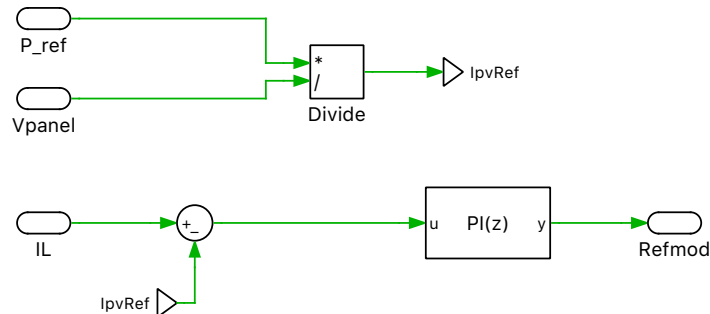 P_ref
*
/
IpvRef
Vpanel
Divide
+
_
u
PI(z)
y
IL
Refmod
IpvRef